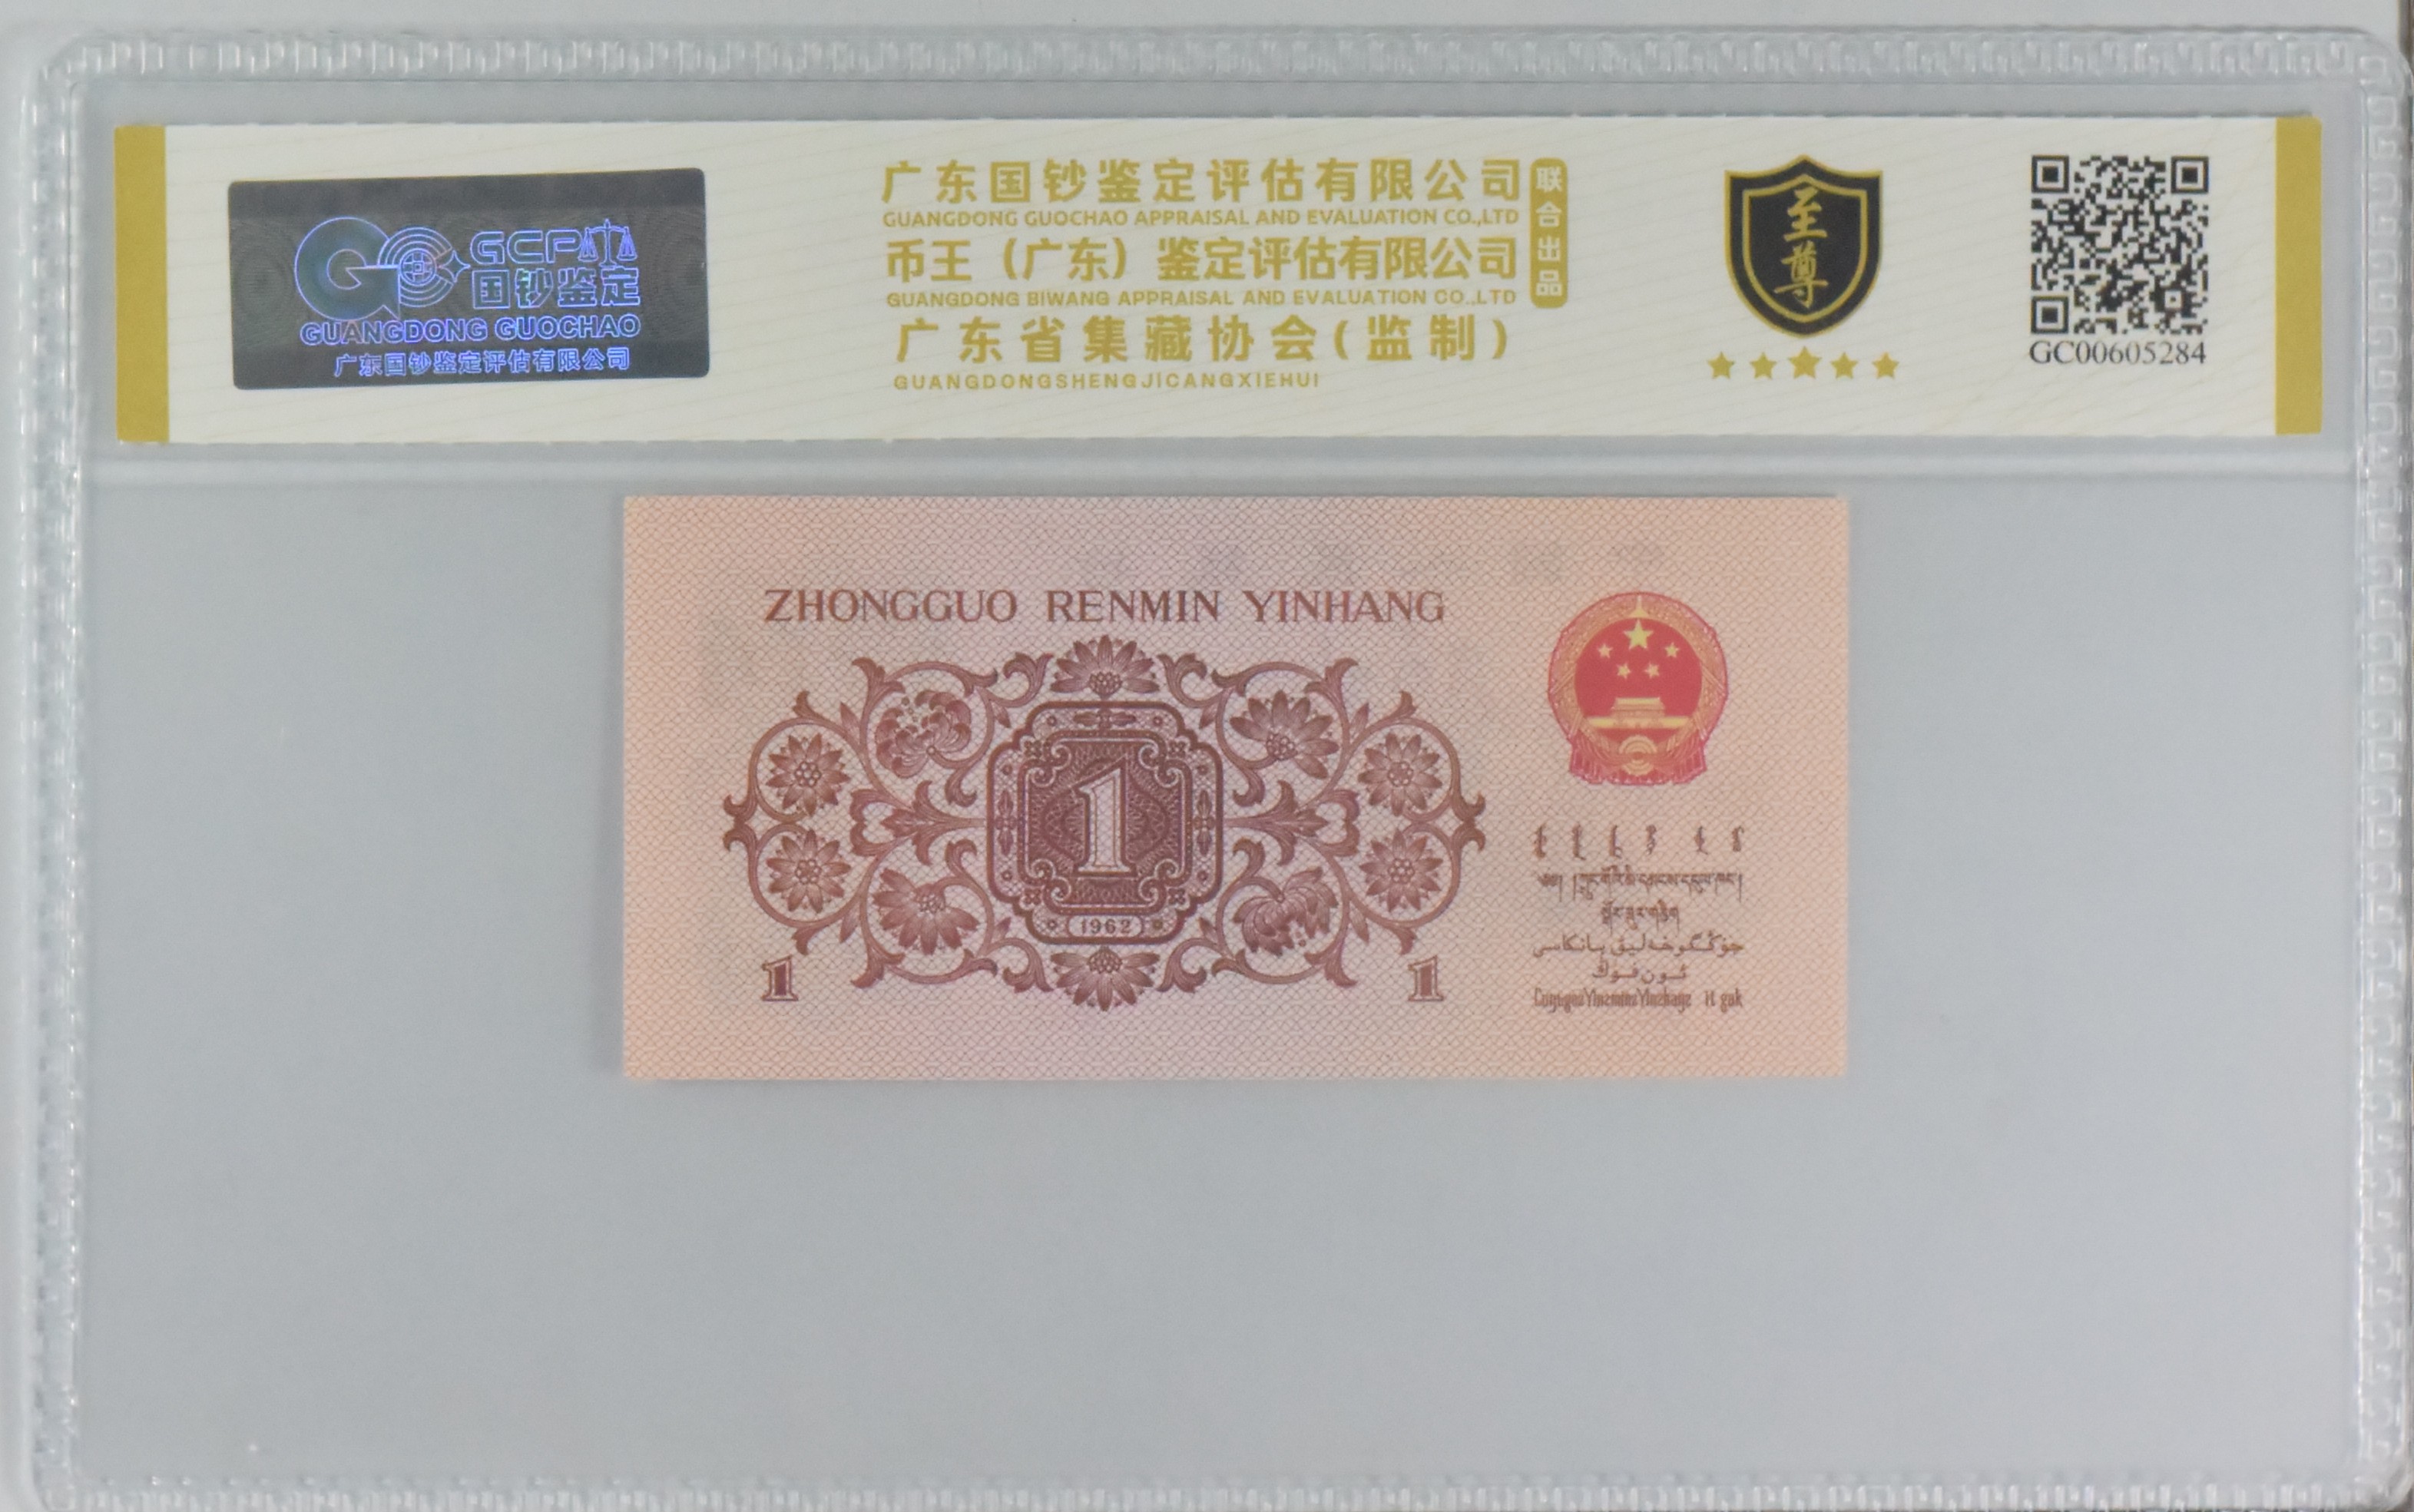 GCP
国钞鉴定
GUANGDONG GUOCHAO
广东国钞鉴定评估有限公司
广东国钞鉴定评估有限公司
GUANGDONG GUOCHAO APPRAISAL AND EVALUATION CO.,LTD
币王（广东）鉴定评估有限公司
GUANGDONG BIWANG APPRAISAL AND EVALUATION CO.,LTD
广东省集藏协会(监制)
GUANGDONGSHENGJICANGXIEHUI
联合出品
至尊
GC00605284
ZHONGGUO RENMIN YINHANG
1
1962
1 1
جۇڭگو خەلىق بانكاسى